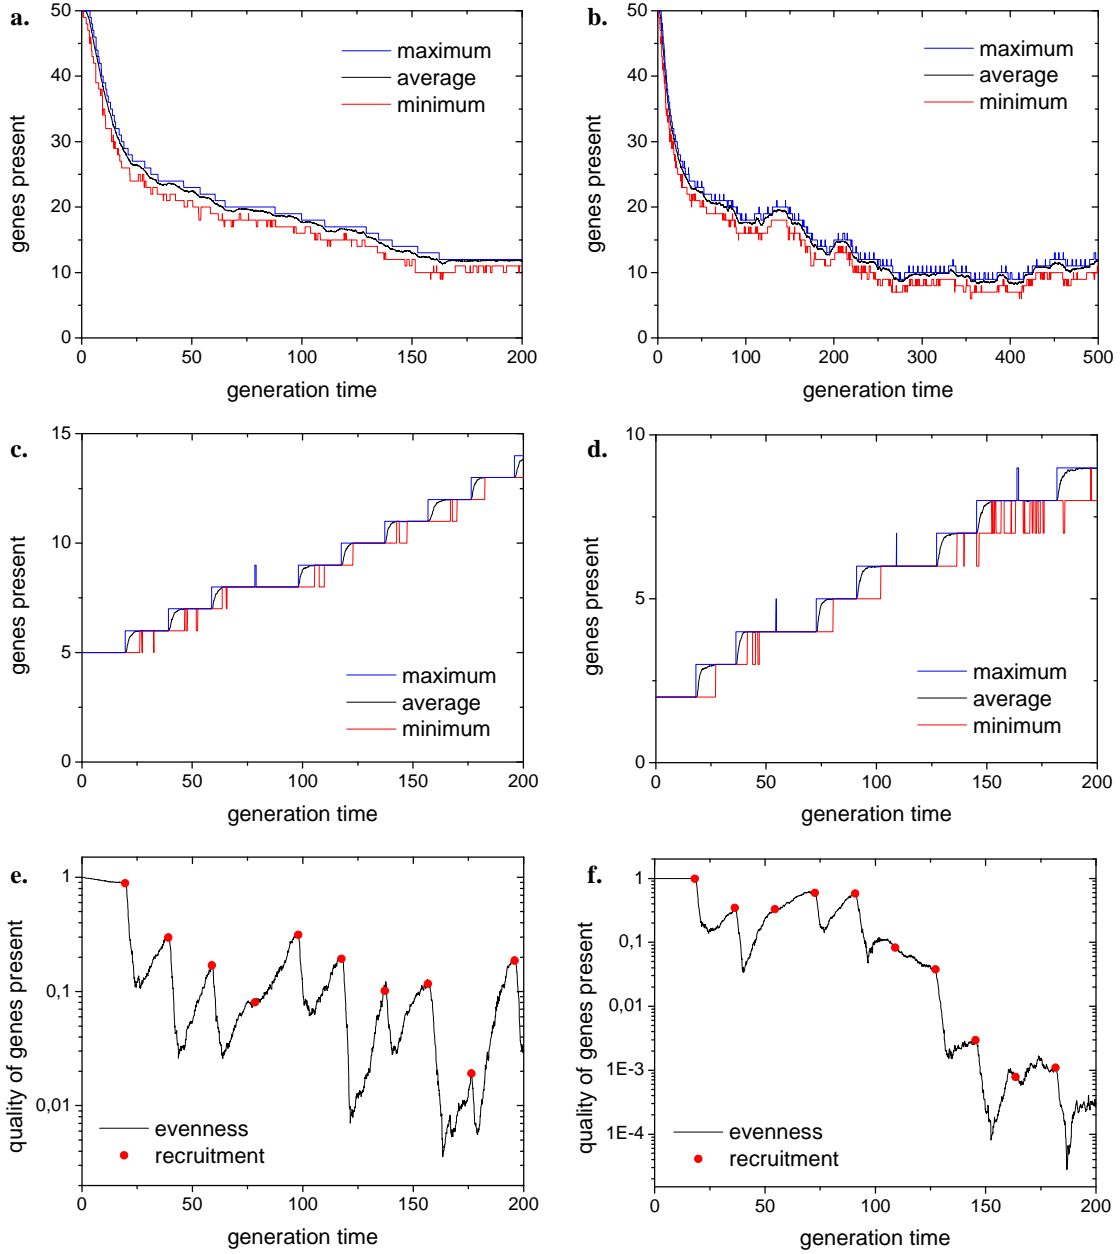 a.
50
40
30
20
10
0
genes present
maximum
average
minimum
0 50 100 150 200
generation time
b.
50
40
30
20
10
0
genes present
maximum
average
minimum
0 100 200 300 400 500
generation time
c.
15
10
5
0
genes present
maximum
average
minimum
0 50 100 150 200
generation time
d.
10
5
0
genes present
maximum
average
minimum
0 50 100 150 200
generation time
e.
1
0,1
0,01
quality of genes present
evenness
recruitment
0 50 100 150 200
generation time
f.
1
0,1
0,01
1E-3
1E-4
quality of genes present
evenness
recruitment
0 50 100 150 200
generation time